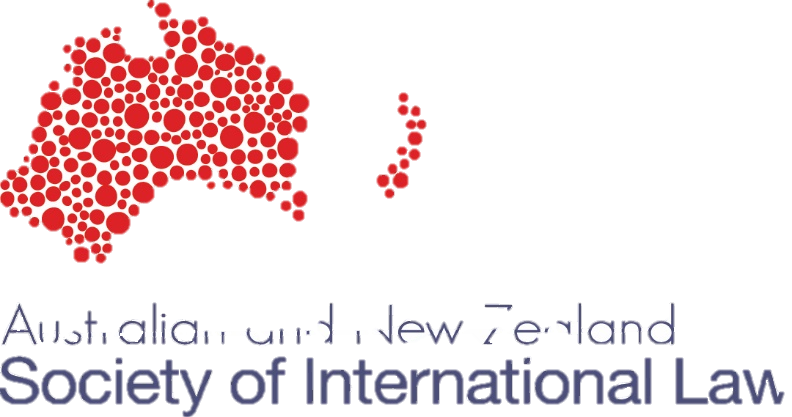 Australian and New Zealand
Society of International Law